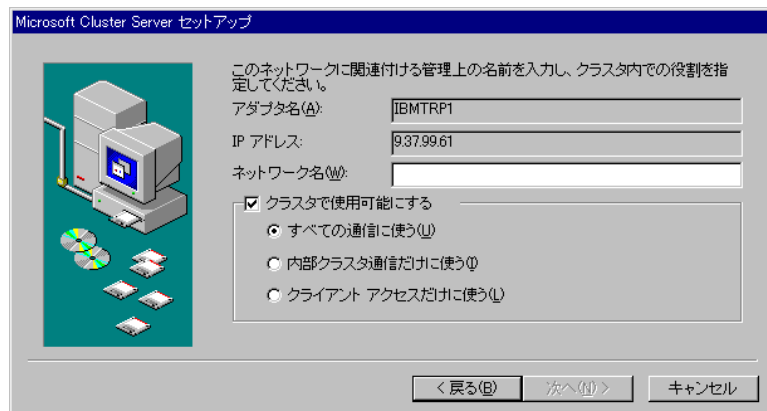 Microsoft Cluster Server セットアップ
このネットワークに関連付ける管理上の名前を入力し、クラスタ内での役割を指
定してください。
アダプタ名(A): IBMTRP1
IP アドレス: 9.37.99.61
ネットワーク名(W):
クラスタで使用可能にする
すべての通信に使う(U)
内部クラスタ通信だけに使う(I)
クライアント アクセスだけに使う(L)
< 戻る(B) 次へ(N) > キャンセル